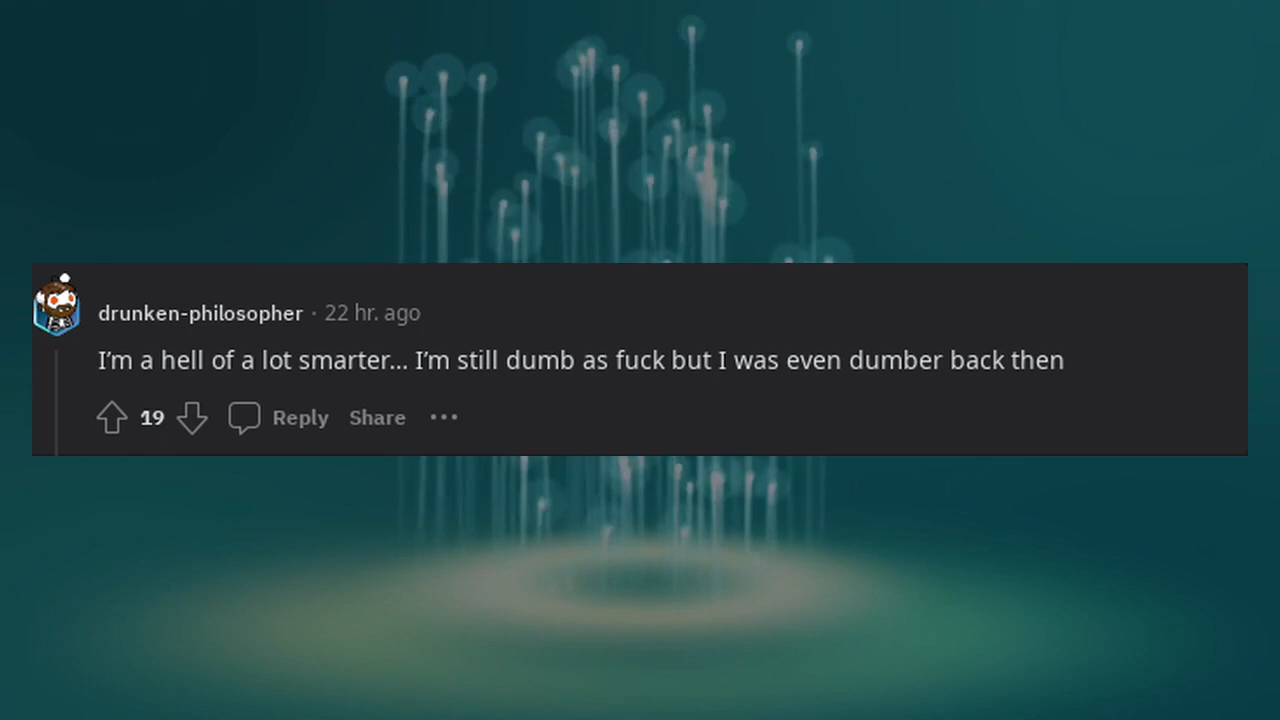 drunken-philosopher · 22 hr. ago
I’m a hell of a lot smarter... I’m still dumb as fuck but I was even dumber back then
19 Reply Share ···